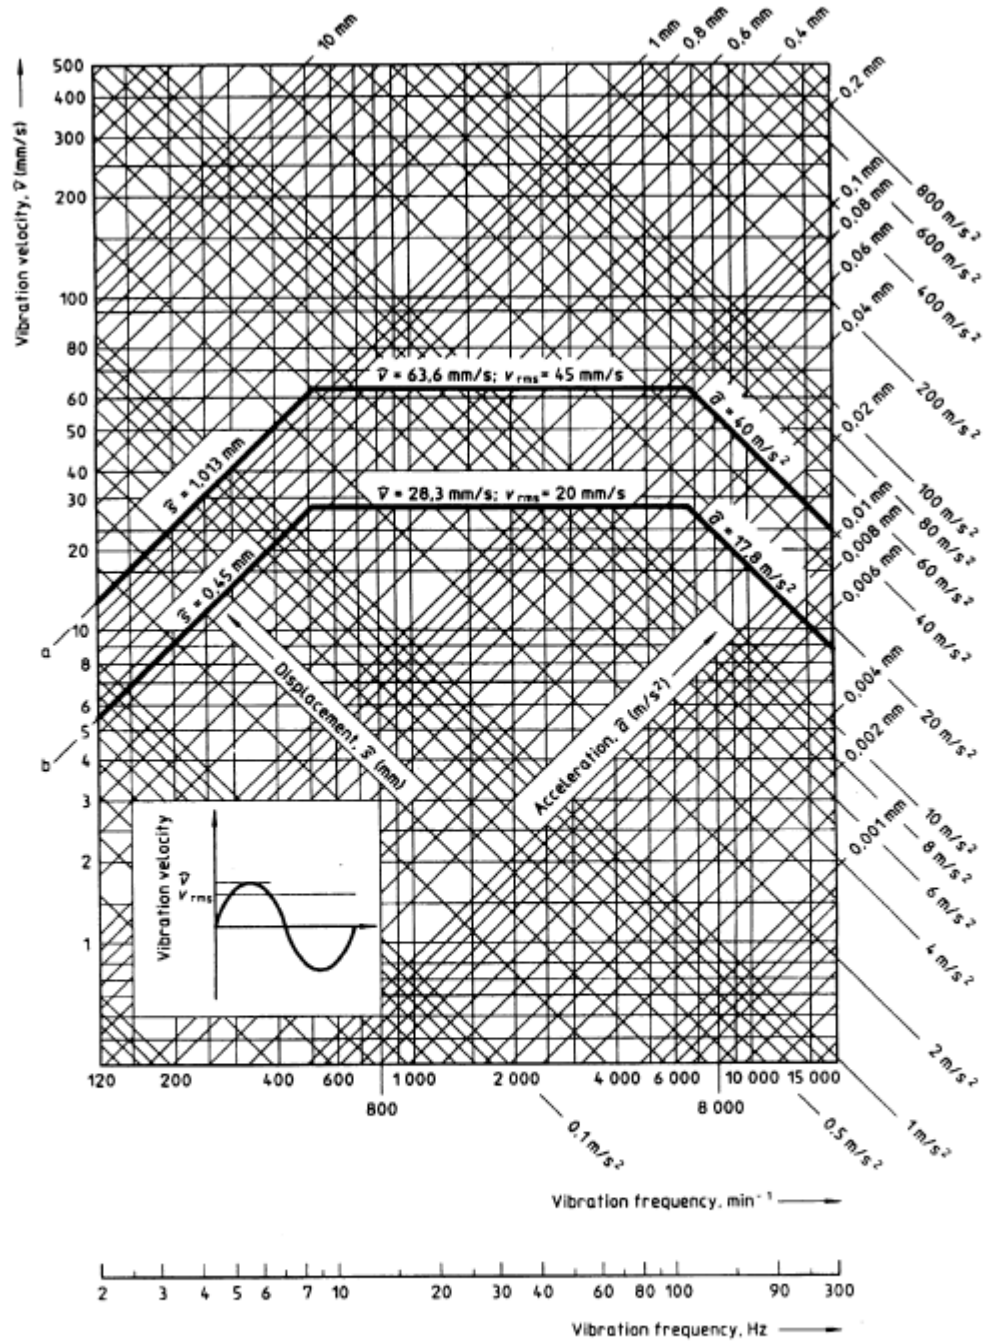 10 mm
1 mm
0,8 mm
0,6 mm
0,4 mm
0,2 mm
0,1 mm
0,08 mm
0,06 mm
0,04 mm
0,02 mm
0,01 mm
0,008 mm
0,006 mm
0,004 mm
0,002 mm
0,001 mm
800 m/s²
600 m/s²
400 m/s²
200 m/s²
100 m/s²
80 m/s²
60 m/s²
40 m/s²
20 m/s²
10 m/s²
8 m/s²
6 m/s²
4 m/s²
2 m/s²
1 m/s²
0,5 m/s²
0,1 m/s²
Vibration velocity, v̂ (mm/s)
500
400
300
200
100
80
60
50
40
30
20
10
8
6
5
4
3
2
1
v̂ = 63,6 mm/s; v rms = 45 mm/s
ŝ = 1,013 mm
â = 40 m/s²
v̂ = 28,3 mm/s; v rms = 20 mm/s
ŝ = 0,45 mm
â = 17,8 m/s²
a
b
Displacement, ŝ (mm)
Acceleration, â (m/s²)
Vibration velocity
v̂
v rms
120 200 400 600 1 000 2 000 4 000 6 000 10 000 15 000
800 8 000
Vibration frequency, min⁻¹
2 3 4 5 6 7 10 20 30 40 60 80 100 200 300
Vibration frequency, Hz